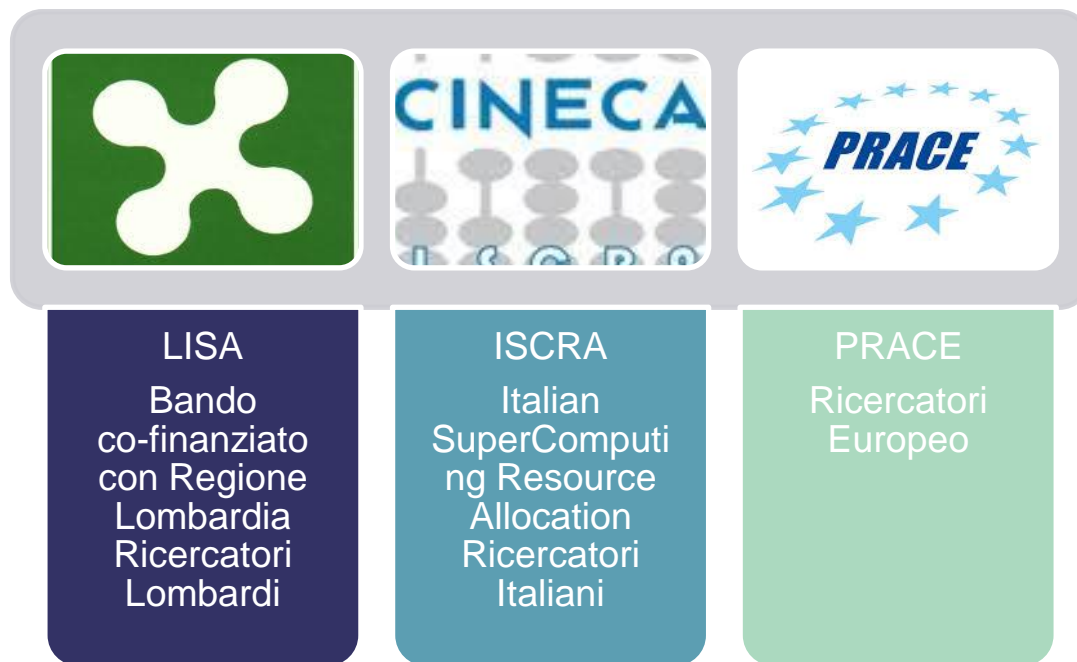 CINECA
PRACE
LISA
Bando
co-finanziato
con Regione
Lombardia
Ricercatori
Lombardi
ISCRA
Italian
SuperComputi
ng Resource
Allocation
Ricercatori
Italiani
PRACE
Ricercatori
Europeo